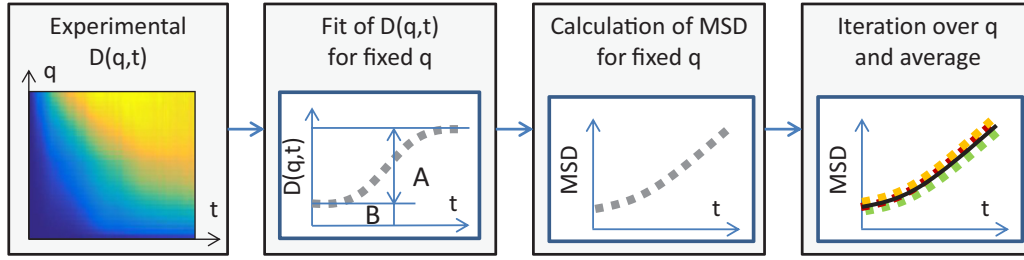 Experimental
D(q,t)
q
t
Fit of D(q,t)
for fixed q
D(q,t)
A
B
t
Calculation of MSD
for fixed q
MSD
t
Iteration over q
and average
MSD
t